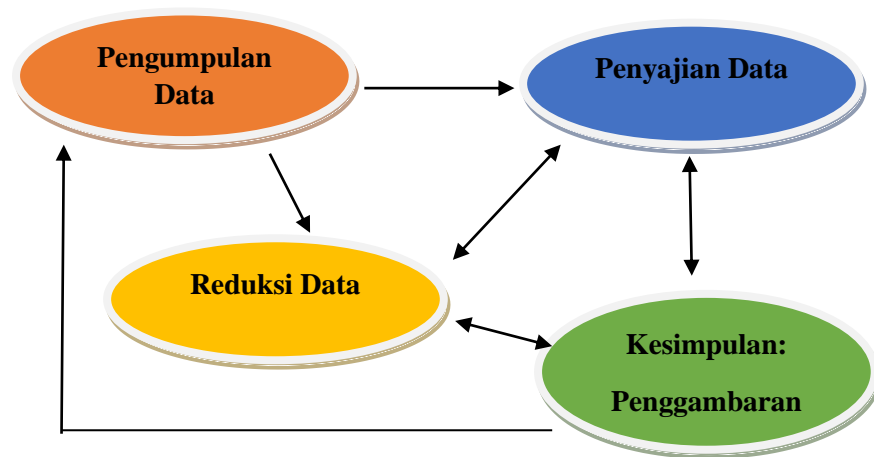 Pengumpulan
Data
Penyajian Data
Reduksi Data
Kesimpulan:
Penggambaran